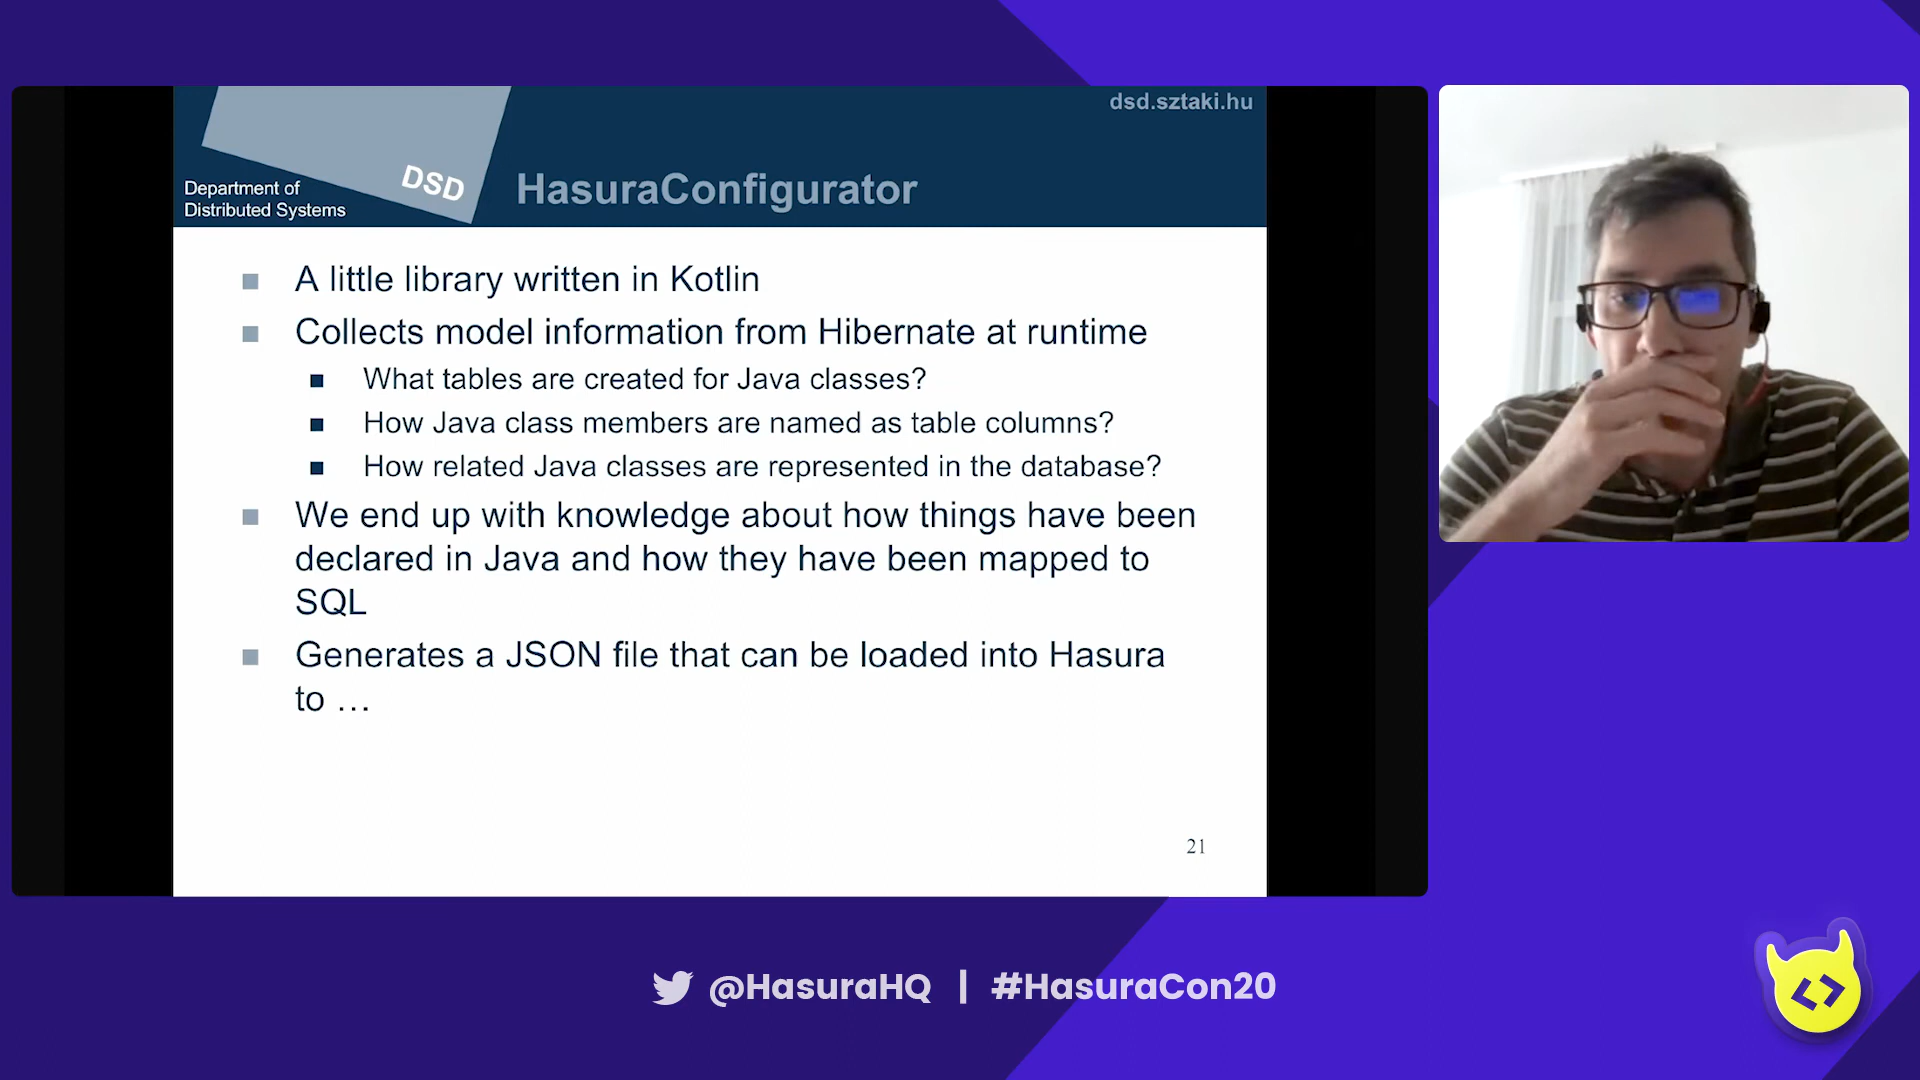 dsd.sztaki.hu
DSD
Department of
Distributed Systems
HasuraConfigurator
A little library written in Kotlin
Collects model information from Hibernate at runtime
What tables are created for Java classes?
How Java class members are named as table columns?
How related Java classes are represented in the database?
We end up with knowledge about how things have been
declared in Java and how they have been mapped to
SQL
Generates a JSON file that can be loaded into Hasura
to …
21
@HasuraHQ | #HasuraCon20